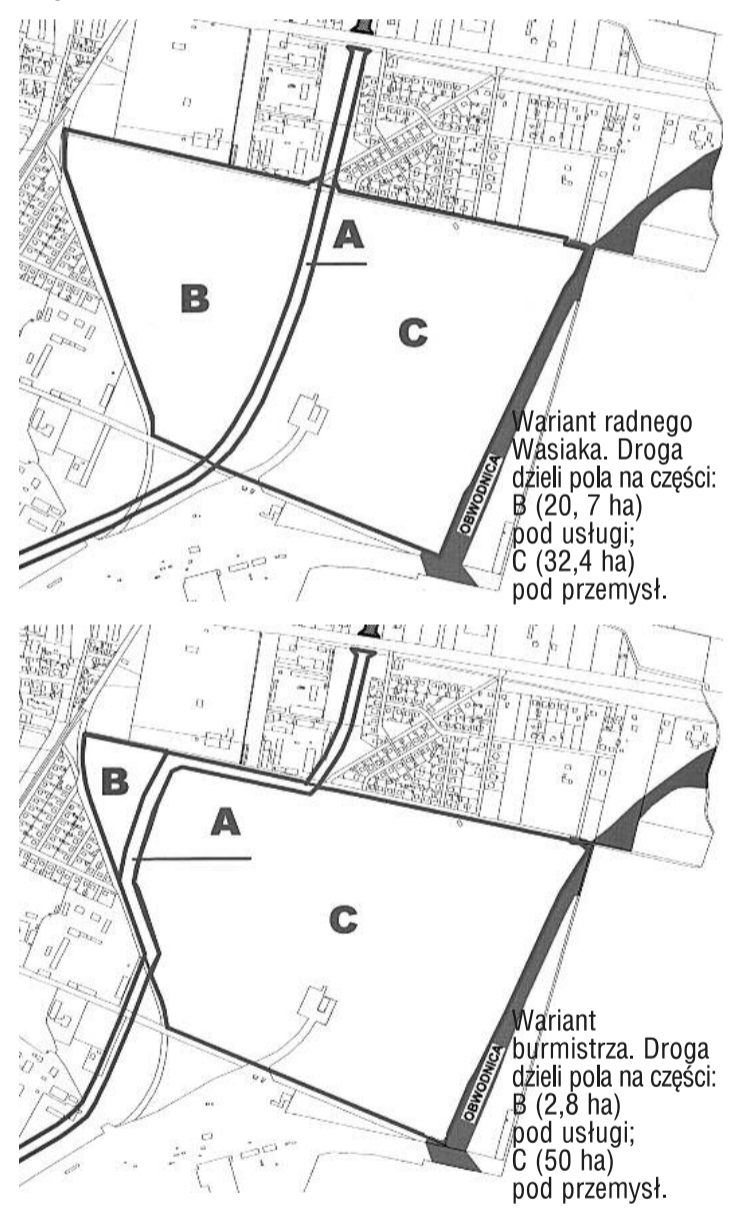 A
B
C
OBWODNICA
Wariant radnego
Wasiaka. Droga
dzieli pola na części:
B (20, 7 ha)
pod usługi;
C (32,4 ha)
pod przemysł.
B
A
C
OBWODNICA
Wariant
burmistrza. Droga
dzieli pola na części:
B (2,8 ha)
pod usługi;
C (50 ha)
pod przemysł.